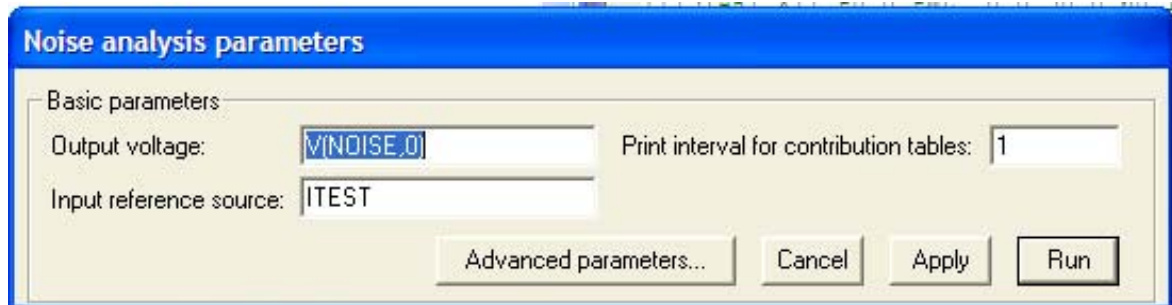 Noise analysis parameters
Basic parameters
Output voltage: V(NOISE,0) Print interval for contribution tables: 1
Input reference source: ITEST
Advanced parameters... Cancel Apply Run